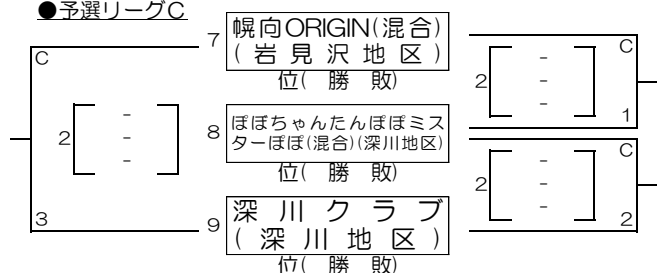 ●予選リーグC
7
幌向ORIGIN(混合)
(岩見沢地区)
位( 勝 敗)
C
2
-
-
-
1
C
2
-
-
-
3
8
ぽぽちゃんたんぽぽミス
ターぽぽ(混合)(深川地区)
位( 勝 敗)
C
2
-
-
-
2
9
深川クラブ
(深川地区)
位( 勝 敗)